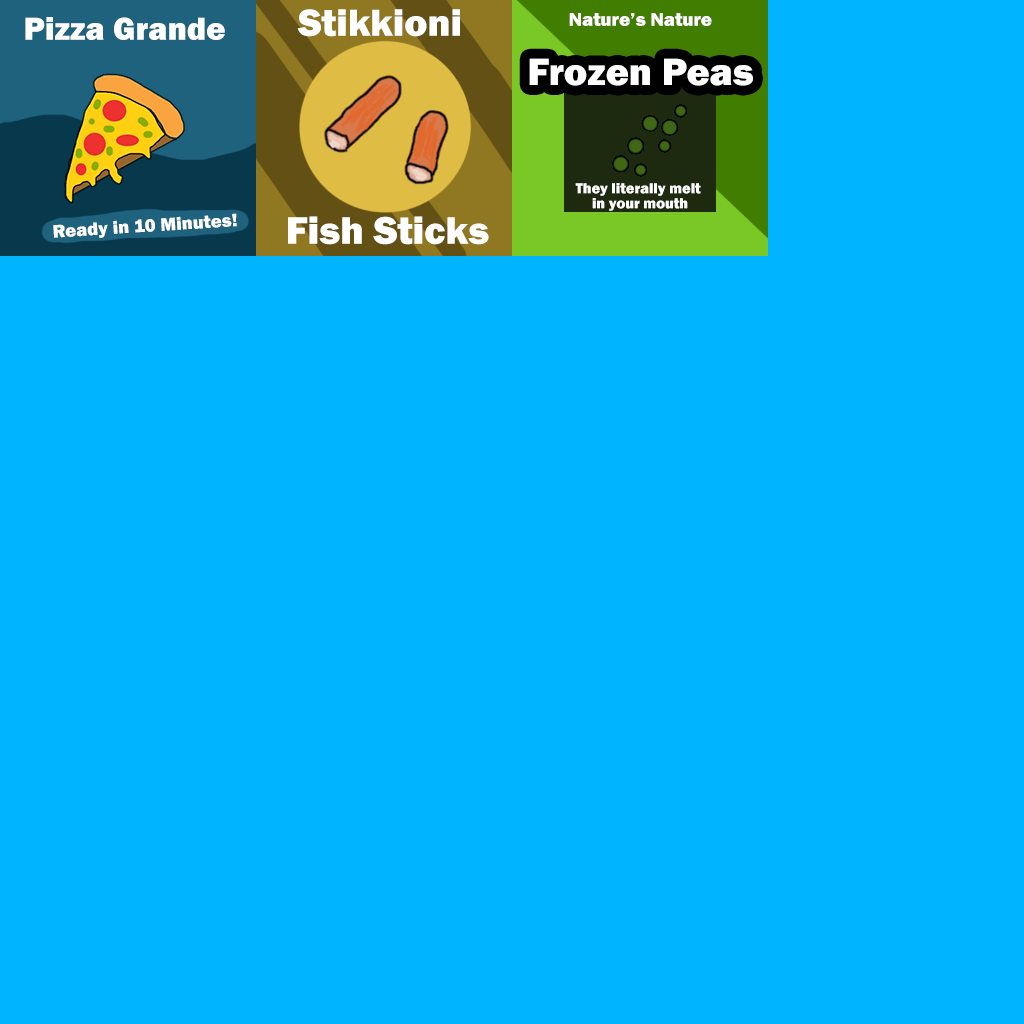 Pizza Grande
Ready in 10 Minutes!
Stikkioni
Fish Sticks
Nature's Nature
Frozen Peas
They literally melt
in your mouth